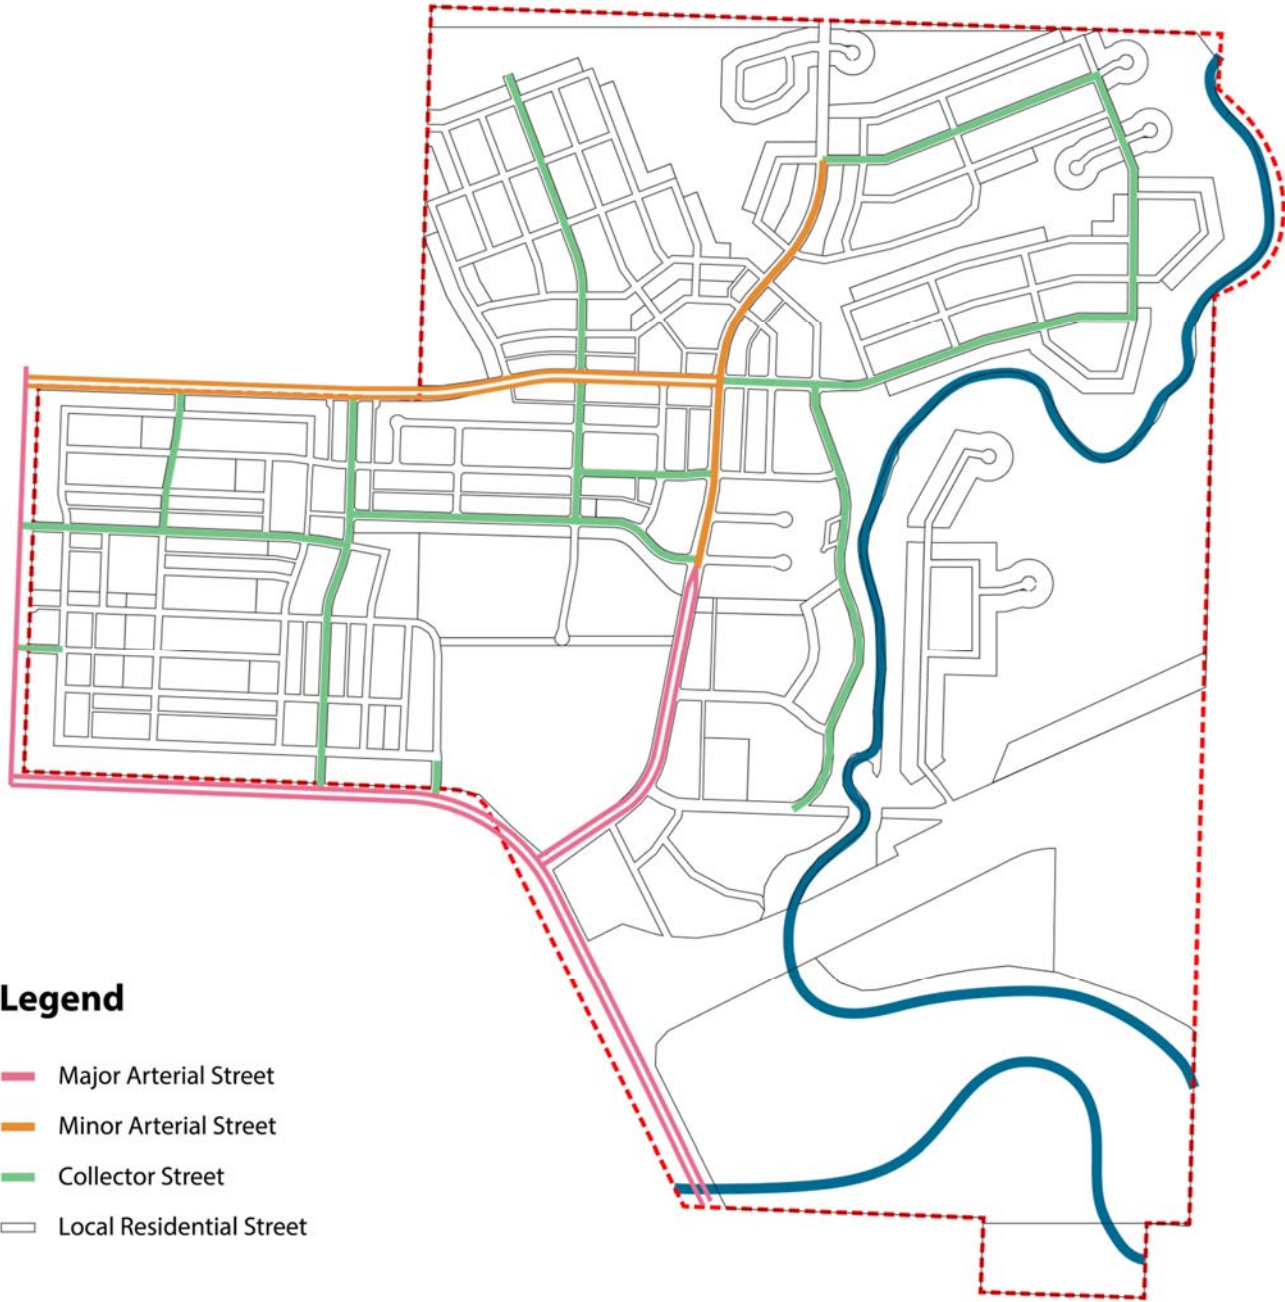 Legend
Major Arterial Street
Minor Arterial Street
Collector Street
Local Residential Street